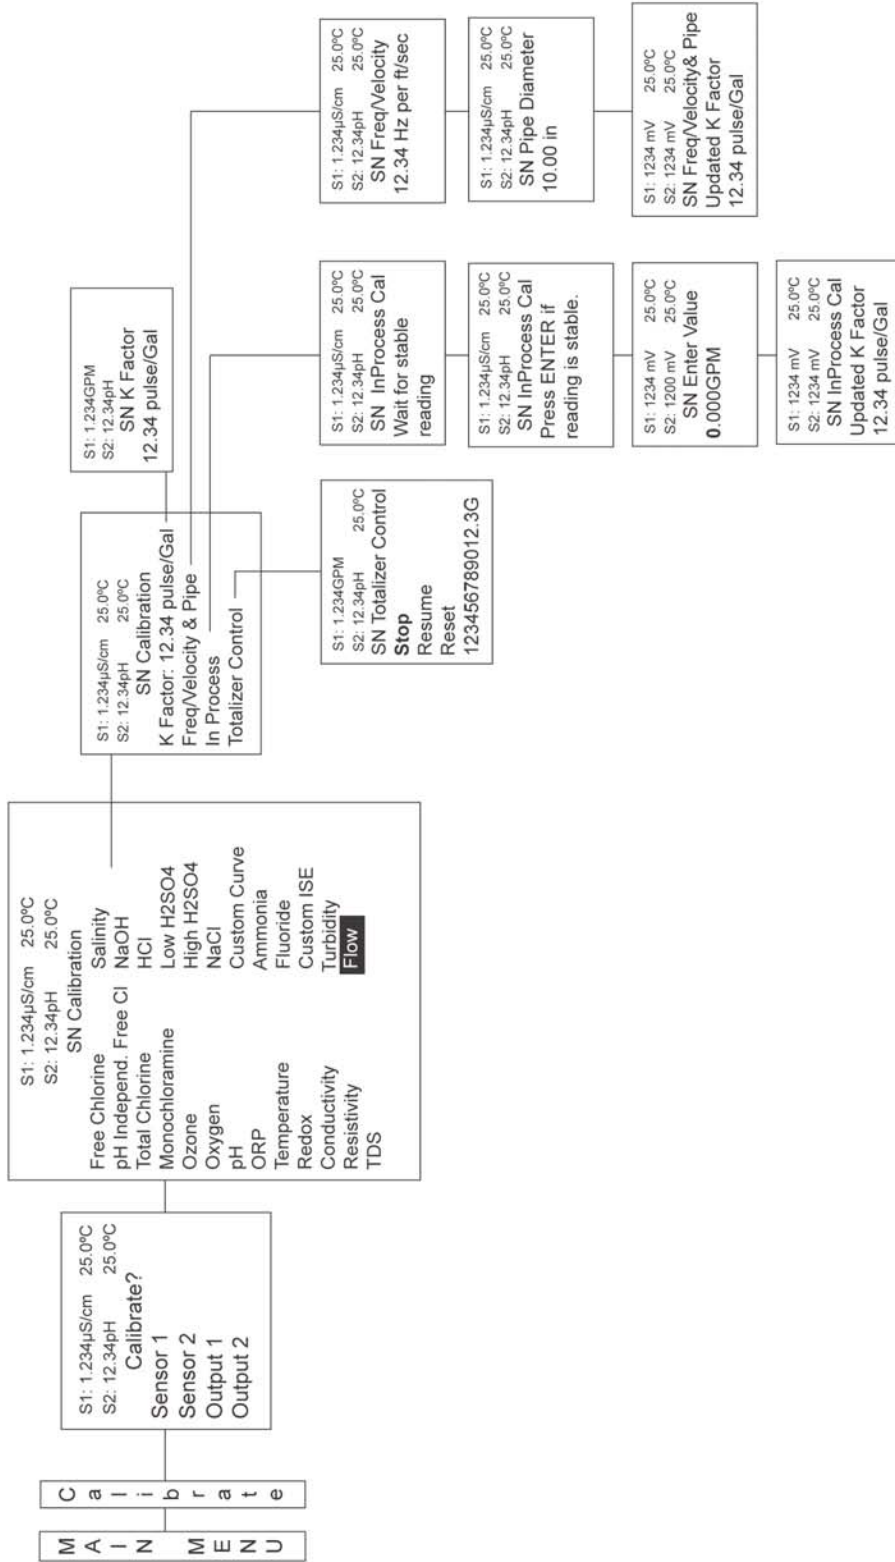 MAIN MENU
Calibrate
S1: 1.234µS/cm 25.0ºC
S2: 12.34pH 25.0ºC
Calibrate?
Sensor 1
Sensor 2
Output 1
Output 2
S1: 1.234µS/cm 25.0ºC
S2: 12.34pH 25.0ºC
SN Calibration
Free Chlorine Salinity
pH Independ. Free Cl NaOH
Total Chlorine HCl
Monochloramine Low H2SO4
Ozone High H2SO4
Oxygen NaCl
pH Custom Curve
ORP Ammonia
Temperature Fluoride
Redox Custom ISE
Conductivity Turbidity
Resistivity Flow
TDS
S1: 1.234µS/cm 25.0ºC
S2: 12.34pH 25.0ºC
SN Calibration
K Factor: 12.34 pulse/Gal
Freq/Velocity & Pipe
In Process
Totalizer Control
S1: 1.234GPM
S2: 12.34pH
SN K Factor
12.34 pulse/Gal
S1: 1.234GPM
S2: 12.34pH 25.0ºC
SN Totalizer Control
Stop
Resume
Reset
123456789012.3G
S1: 1.234µS/cm 25.0ºC
S2: 12.34pH 25.0ºC
SN InProcess Cal
Wait for stable
reading
S1: 1.234µS/cm 25.0ºC
S2: 12.34pH 25.0ºC
SN InProcess Cal
Press ENTER if
reading is stable.
S1: 1234 mV 25.0ºC
S2: 1200 mV 25.0ºC
SN Enter Value
0.000GPM
S1: 1234 mV 25.0ºC
S2: 1234 mV 25.0ºC
SN InProcess Cal
Updated K Factor
12.34 pulse/Gal
S1: 1.234µS/cm 25.0ºC
S2: 12.34pH 25.0ºC
SN Freq/Velocity
12.34 Hz per ft/sec
S1: 1.234µS/cm 25.0ºC
S2: 12.34pH 25.0ºC
SN Pipe Diameter
10.00 in
S1: 1234 mV 25.0ºC
S2: 1234 mV 25.0ºC
SN Freq/Velocity& Pipe
Updated K Factor
12.34 pulse/Gal